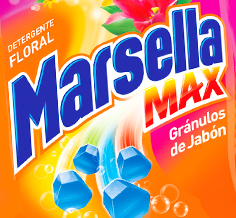 DETERGENTE
FLORAL
Marsella
MAX
Gránulos
de Jabón